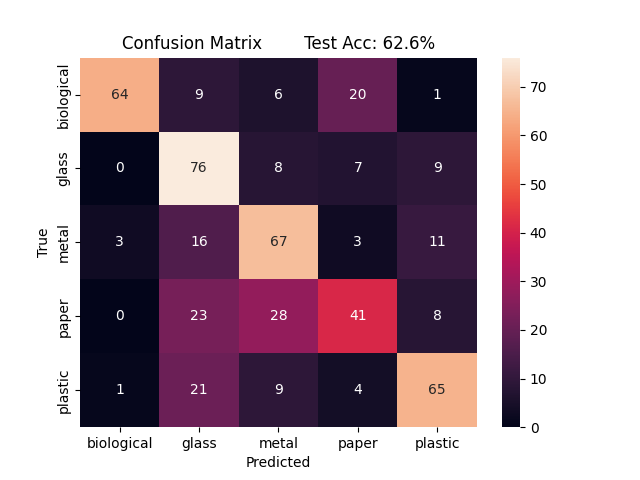 Confusion Matrix Test Acc: 62.6%
biological 64 9 6 20 1
glass 0 76 8 7 9
metal 3 16 67 3 11
paper 0 23 28 41 8
plastic 1 21 9 4 65
True
biological glass metal paper plastic
Predicted
70
60
50
40
30
20
10
0